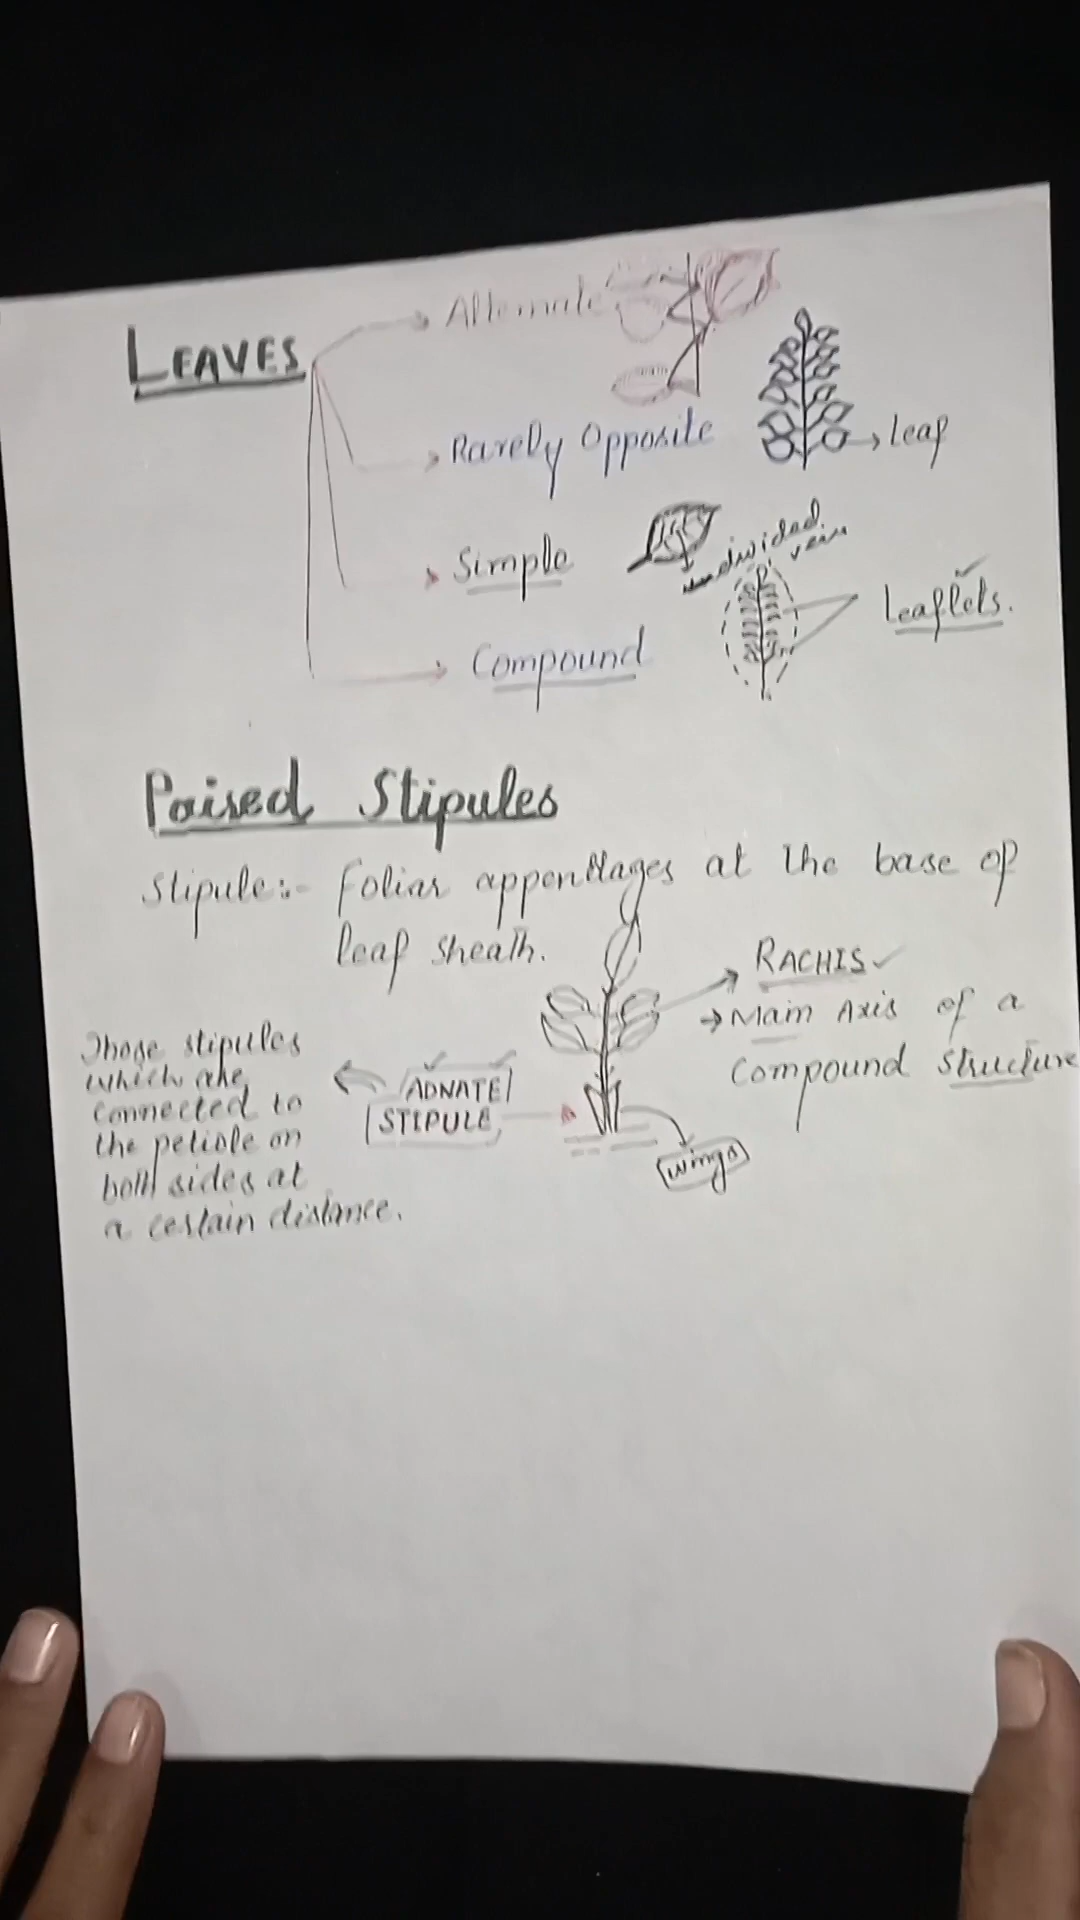 LEAVES
Alternate
Rarely Opposite
Leaf
Simple
undivided
vein
Leaflets.
Compound
Paired Stipules
Stipule:- Foliar appendages at the base of
leaf sheath.
RACHIS
→ Main Axis of a
Compound Structure
Those stipules
which are
connected to
the petiole on
both sides at
a certain distance.
ADNATE
STIPULE
wings